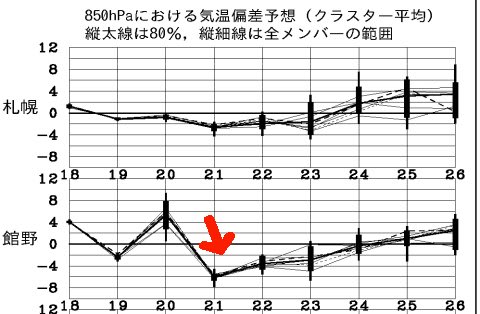 850hPaにおける気温偏差予想（クラスター平均）
縦太線は80％，縦細線は全メンバーの範囲
12
8
4
札幌 0
-4
-8
18 19 20 21 22 23 24 25 26
12
8
4
館野 0
-4
-8
12 18 19 20 21 22 23 24 25 26